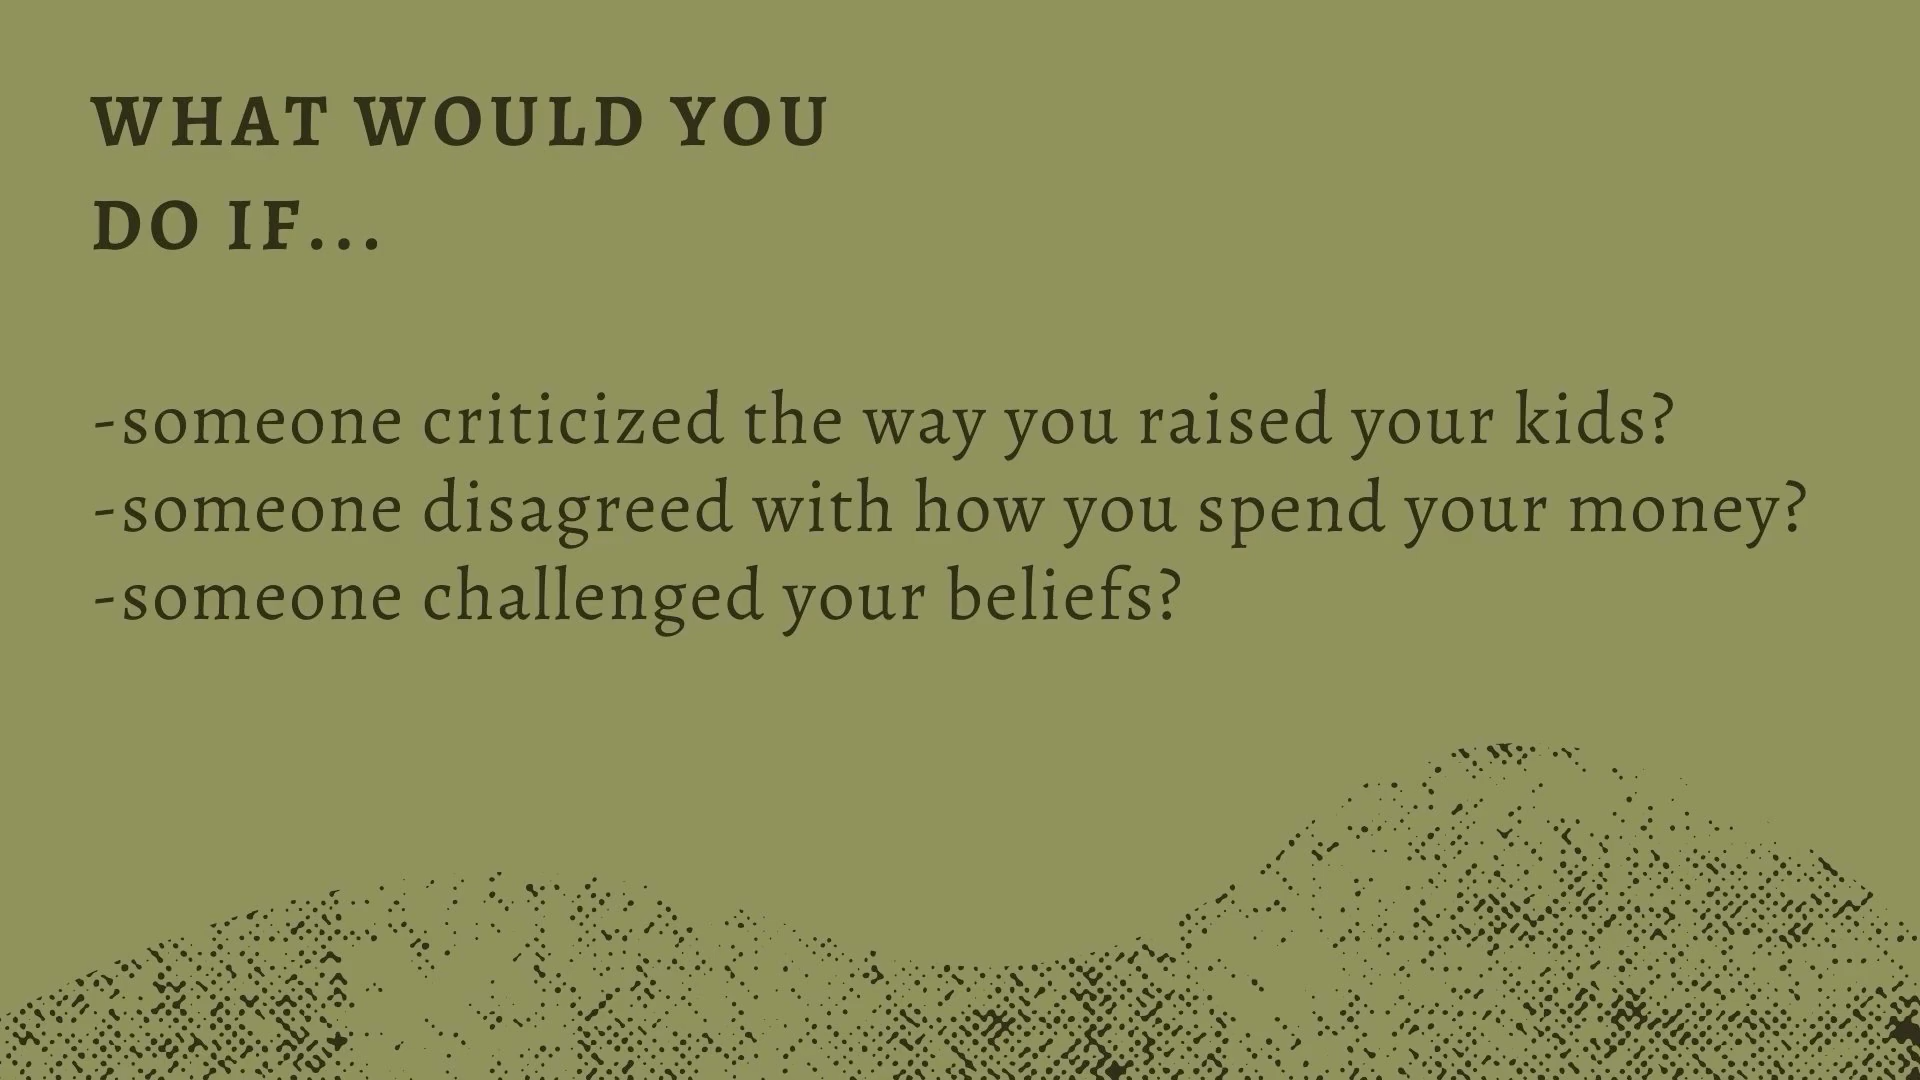 WHAT WOULD YOU
DO IF...
-someone criticized the way you raised your kids?
-someone disagreed with how you spend your money?
-someone challenged your beliefs?